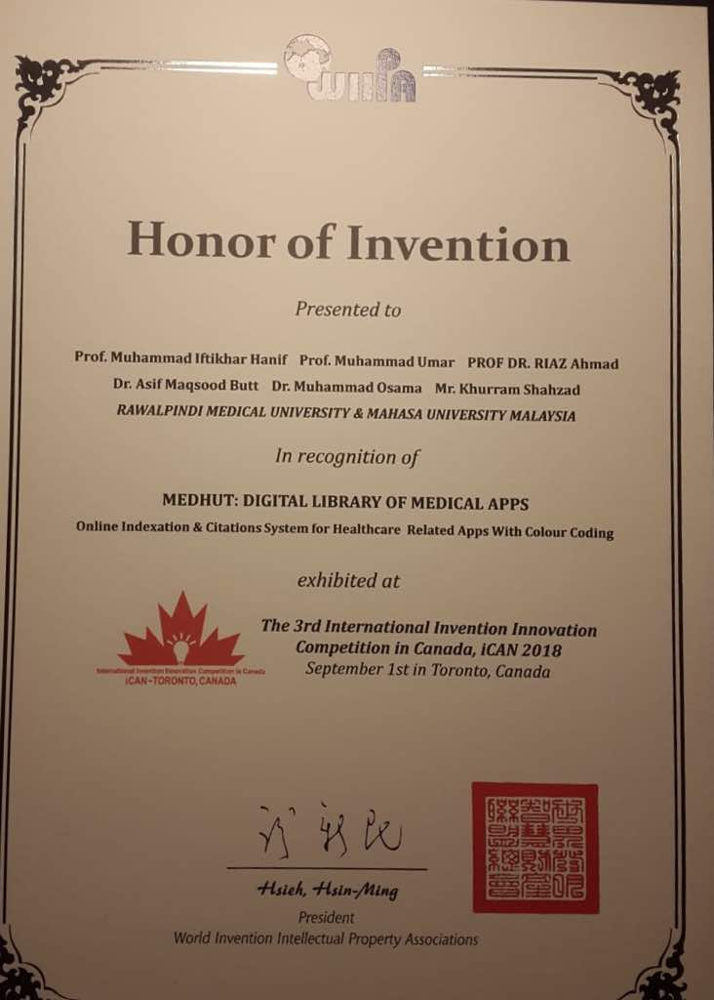 WIIPA
Honor of Invention
Presented to
Prof. Muhammad Iftikhar Hanif Prof. Muhammad Umar PROF DR. RIAZ Ahmad
Dr. Asif Maqsood Butt Dr. Muhammad Osama Mr. Khurram Shahzad
RAWALPINDI MEDICAL UNIVERSITY & MAHASA UNIVERSITY MALAYSIA
In recognition of
MEDHUT: DIGITAL LIBRARY OF MEDICAL APPS
Online Indexation & Citations System for Healthcare Related Apps With Colour Coding
exhibited at
The 3rd International Invention Innovation
Competition in Canada, iCAN 2018
September 1st in Toronto, Canada
International Invention Innovation Competition in Canada
iCAN-TORONTO, CANADA
Hsieh, Hsin-Ming
President
World Invention Intellectual Property Associations